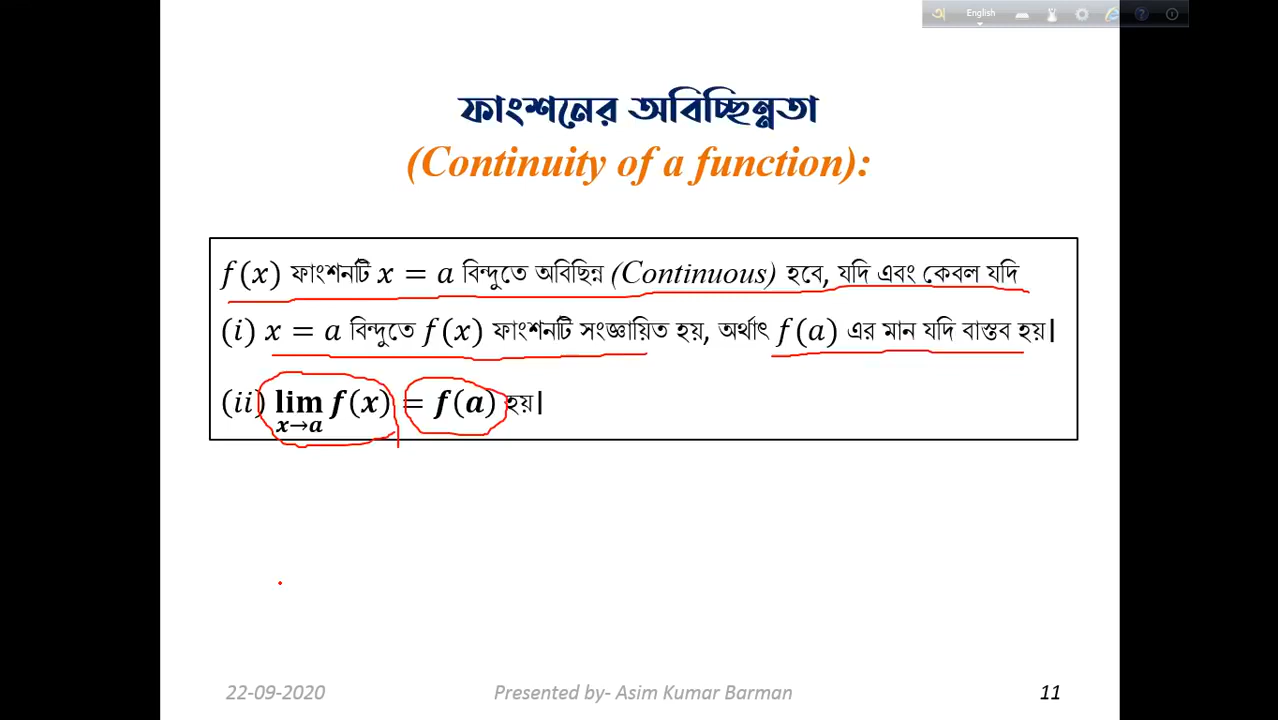 English
ফাংশনের অবিচ্ছিন্নতা
(Continuity of a function):
f(x) ফাংশনটি x = a বিন্দুতে অবিছিন্ন (Continuous) হবে, যদি এবং কেবল যদি
(i) x = a বিন্দুতে f(x) ফাংশনটি সংজ্ঞায়িত হয়, অর্থাৎ f(a) এর মান যদি বাস্তব হয়।
(ii) lim x→a f(x) = f(a) হয়।
22-09-2020 Presented by- Asim Kumar Barman 11